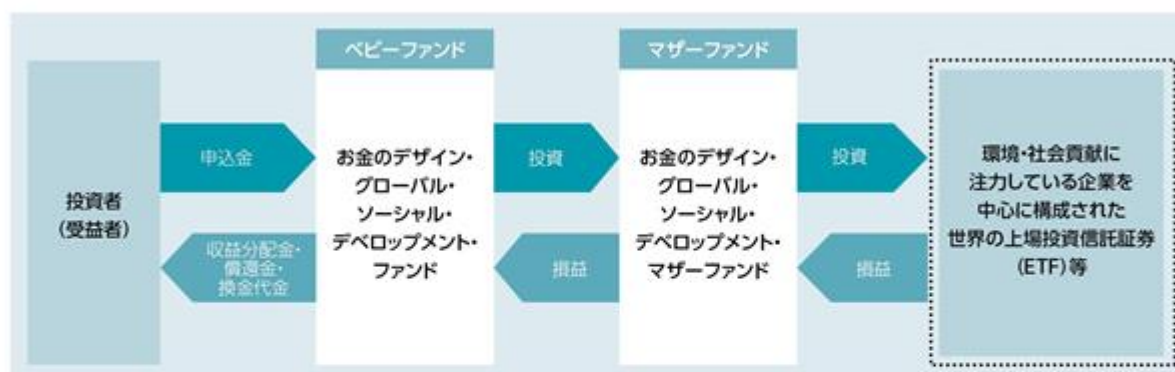 投資者
(受益者)
申込金
収益分配金・
償還金・
換金代金
ベビーファンド
お金のデザイン・
グローバル・
ソーシャル・
デベロップメント・
ファンド
投資
損益
マザーファンド
お金のデザイン・
グローバル・
ソーシャル・
デベロップメント・
マザーファンド
投資
損益
環境・社会貢献に
注力している企業を
中心に構成された
世界の上場投資信託証券
(ETF)等